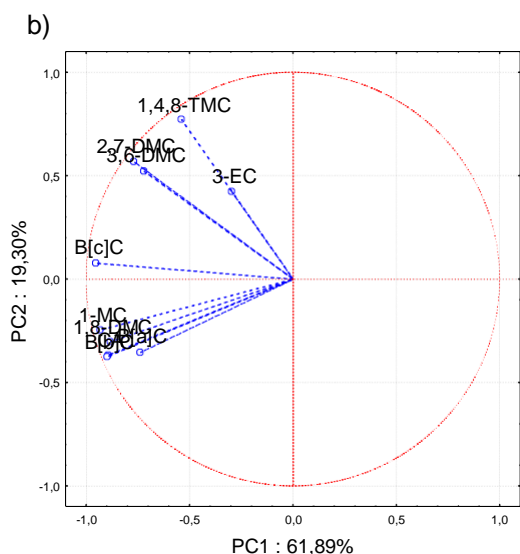 b)
1,0
0,5
0,0
-0,5
-1,0
PC2 : 19,30%
1,4,8-TMC
2,7-DMC
3,6-DMC
3-EC
B[c]C
1-MC
1,8-DMC
B[b]C
B[a]C
-1,0 -0,5 0,0 0,5 1,0
PC1 : 61,89%